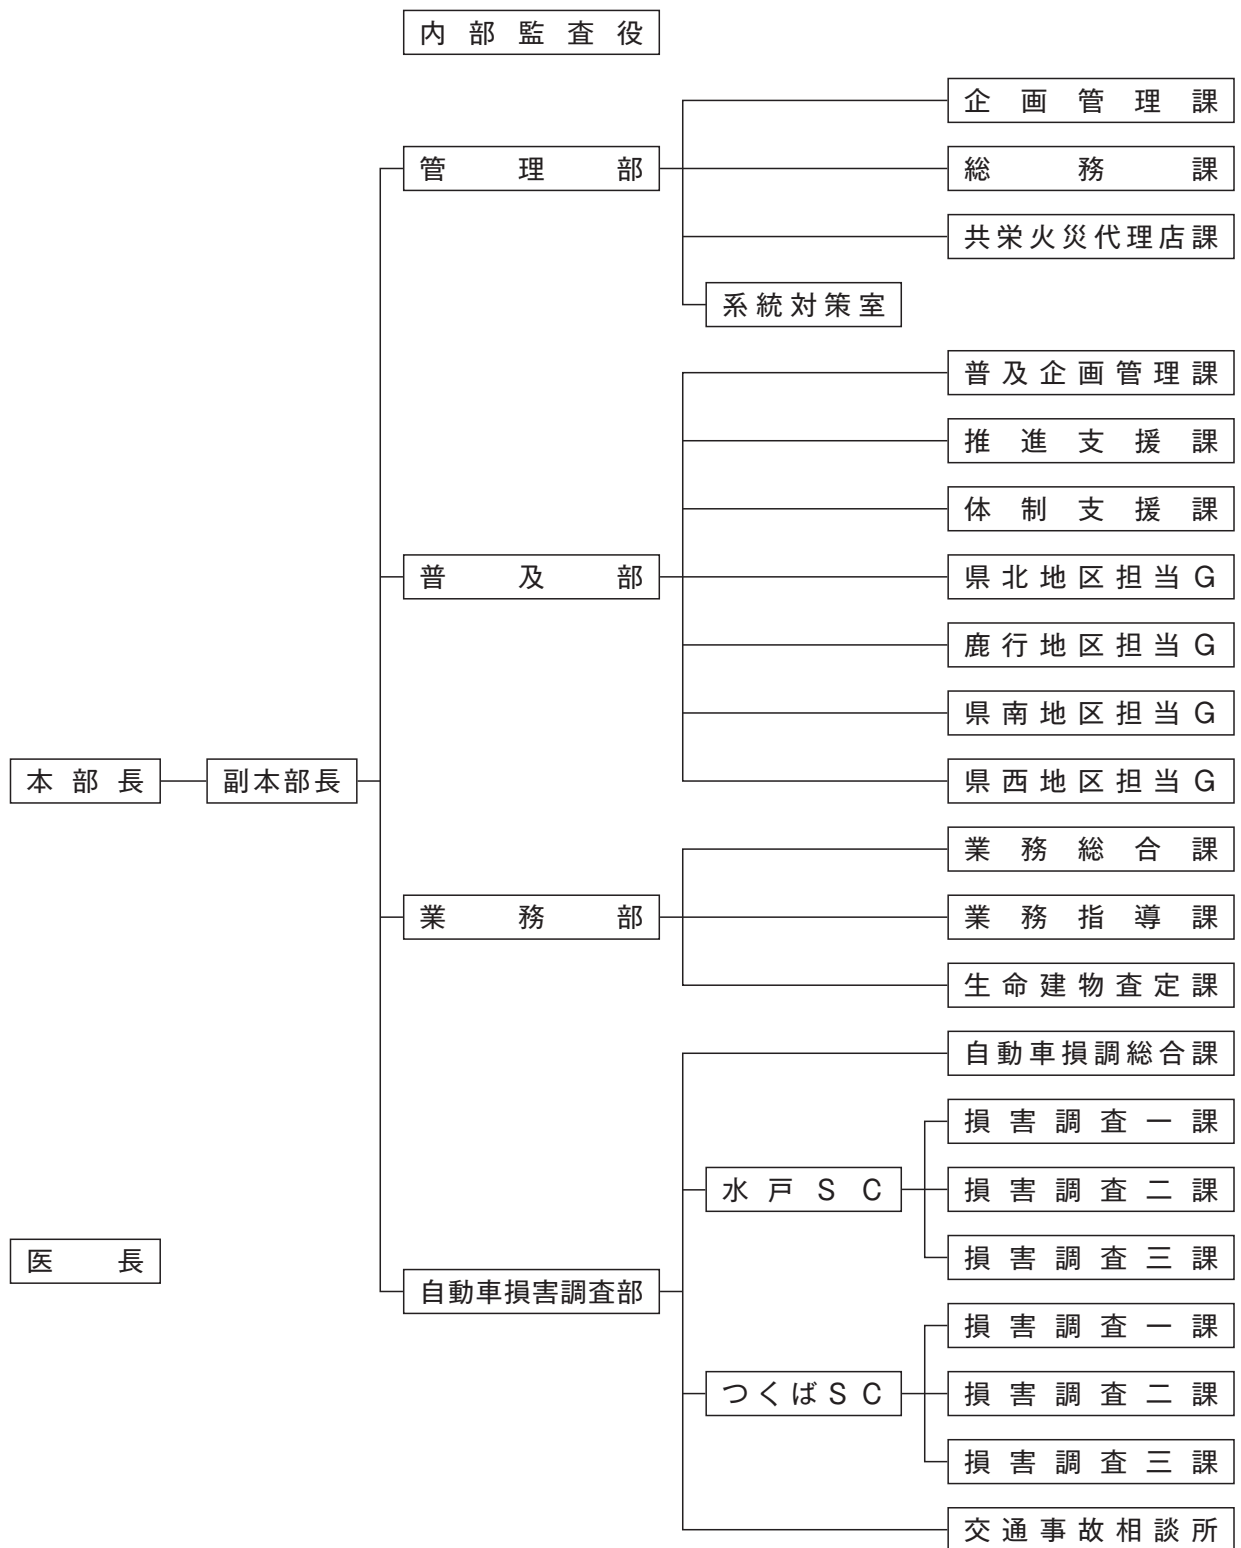 内部監査役
企画管理課
管理部
総務課
共栄火災代理店課
系統対策室
普及企画管理課
推進支援課
体制支援課
普及部
県北地区担当G
鹿行地区担当G
県南地区担当G
本部長
副本部長
県西地区担当G
業務総合課
業務部
業務指導課
生命建物査定課
自動車損調総合課
損害調査一課
水戸SC
損害調査二課
損害調査三課
医長
自動車損害調査部
損害調査一課
つくばSC
損害調査二課
損害調査三課
交通事故相談所